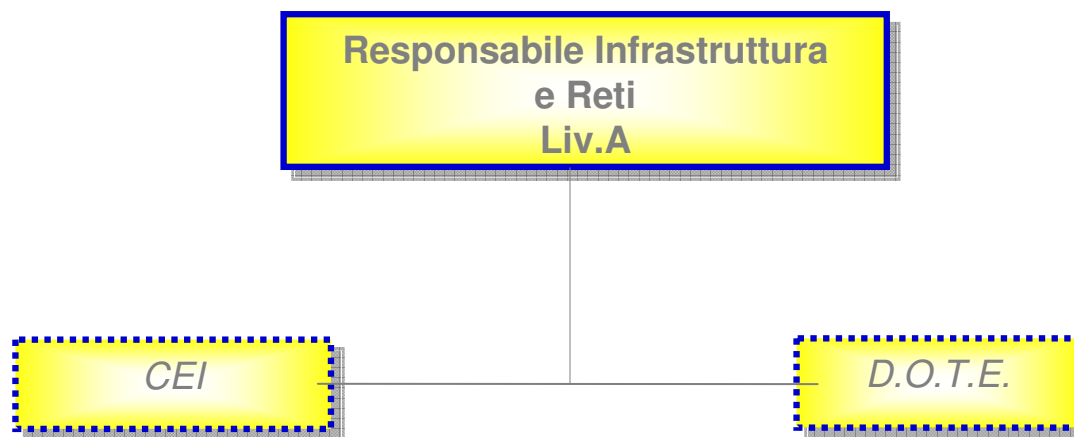 Responsabile Infrastruttura
e Reti
Liv.A
CEI
D.O.T.E.